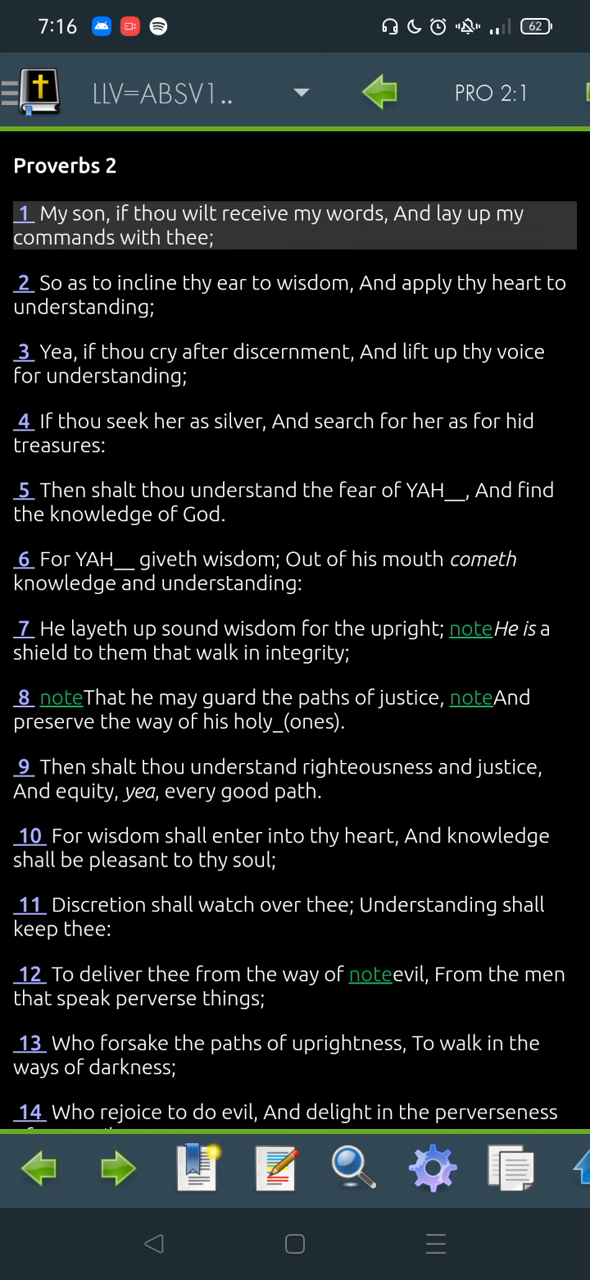 7:16
62
LLV=ABSV1..
PRO 2:1
Proverbs 2
1 My son, if thou wilt receive my words, And lay up my
commands with thee;
2 So as to incline thy ear to wisdom, And apply thy heart to
understanding;
3 Yea, if thou cry after discernment, And lift up thy voice
for understanding;
4 If thou seek her as silver, And search for her as for hid
treasures:
5 Then shalt thou understand the fear of YAH__, And find
the knowledge of God.
6 For YAH__ giveth wisdom; Out of his mouth cometh
knowledge and understanding:
7 He layeth up sound wisdom for the upright; noteHe is a
shield to them that walk in integrity;
8 noteThat he may guard the paths of justice, noteAnd
preserve the way of his holy_(ones).
9 Then shalt thou understand righteousness and justice,
And equity, yea, every good path.
10 For wisdom shall enter into thy heart, And knowledge
shall be pleasant to thy soul;
11 Discretion shall watch over thee; Understanding shall
keep thee:
12 To deliver thee from the way of noteevil, From the men
that speak perverse things;
13 Who forsake the paths of uprightness, To walk in the
ways of darkness;
14 Who rejoice to do evil, And delight in the perverseness